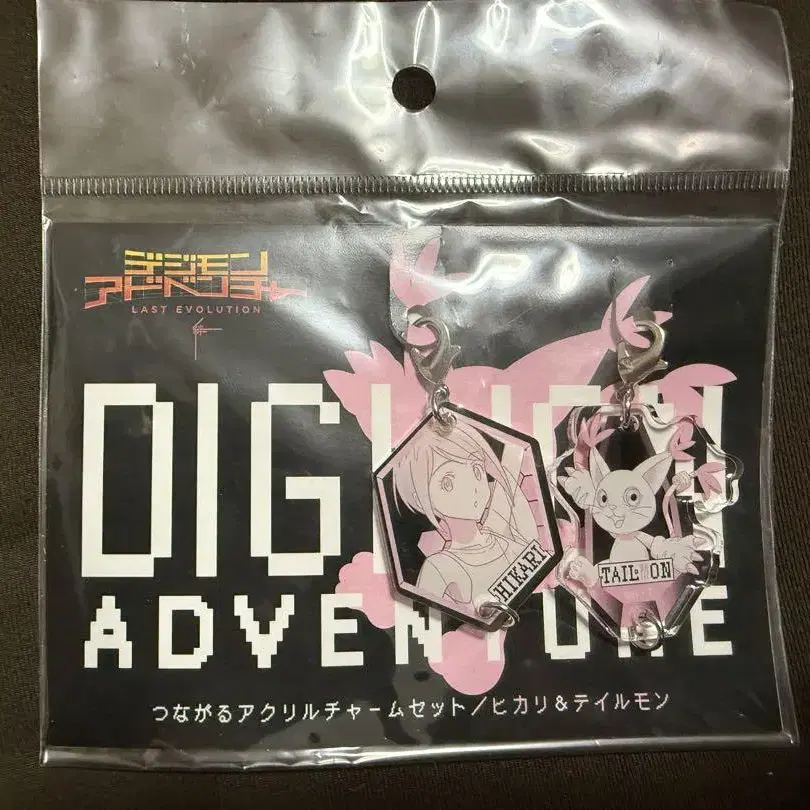 デジモン
アドベンチャー
LAST EVOLUTION
絆
DIGIMON
ADVENTURE
HIKARI
TAILMON
つながるアクリルチャームセット/ヒカリ&テイルモン